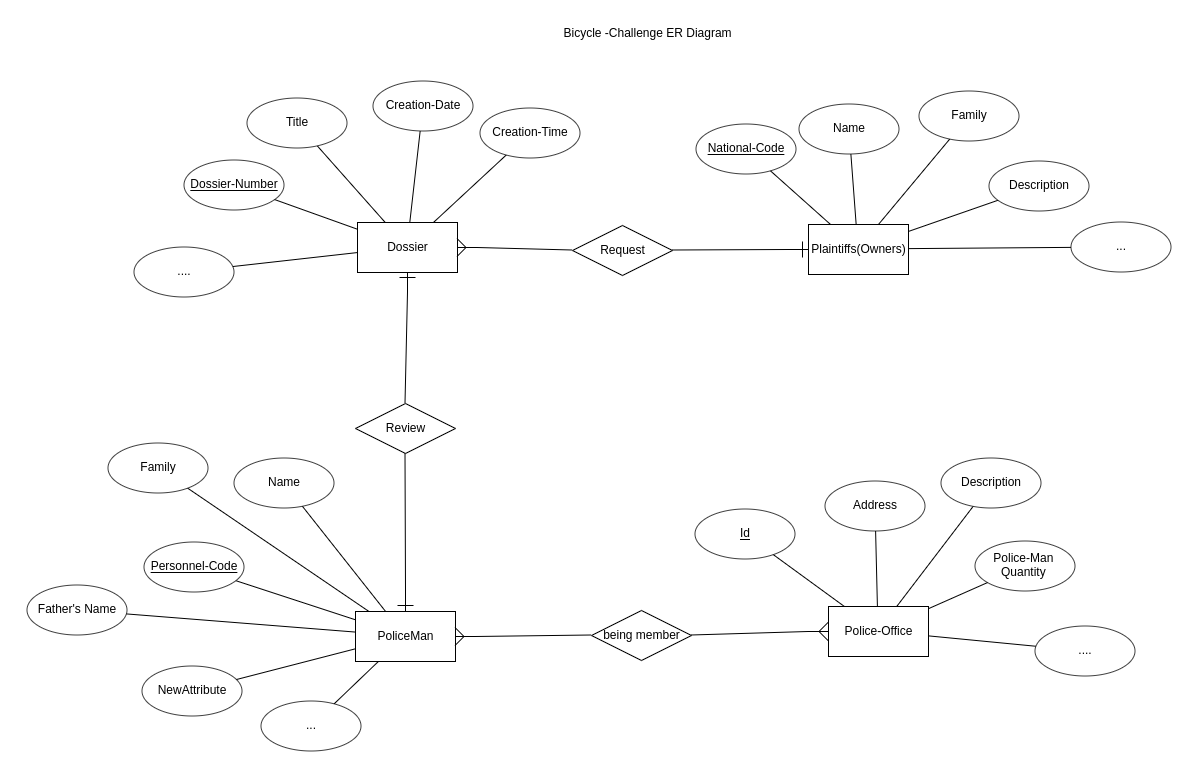 Bicycle -Challenge ER Diagram
Creation-Date
Title
Creation-Time
Dossier-Number
Dossier
....
Request
National-Code
Name
Family
Description
Plaintiffs(Owners)
...
Review
Family
Name
Personnel-Code
Father's Name
PoliceMan
NewAttribute
...
being member
Id
Address
Description
Police-Man
Quantity
Police-Office
....